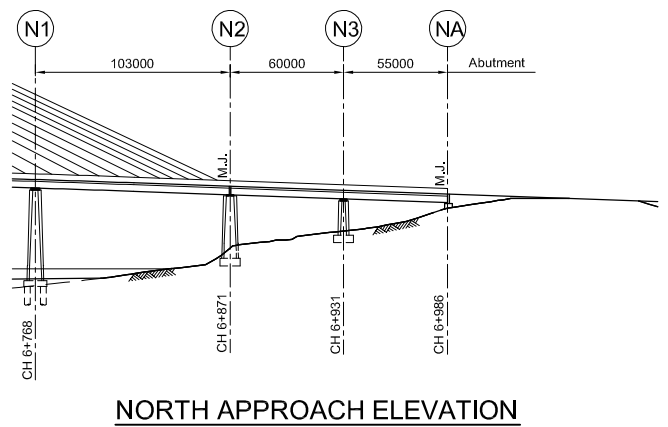 N1 N2 N3 NA
103000 60000 55000 Abutment
M.J. M.J.
CH 6+768 CH 6+871 CH 6+931 CH 6+986
NORTH APPROACH ELEVATION